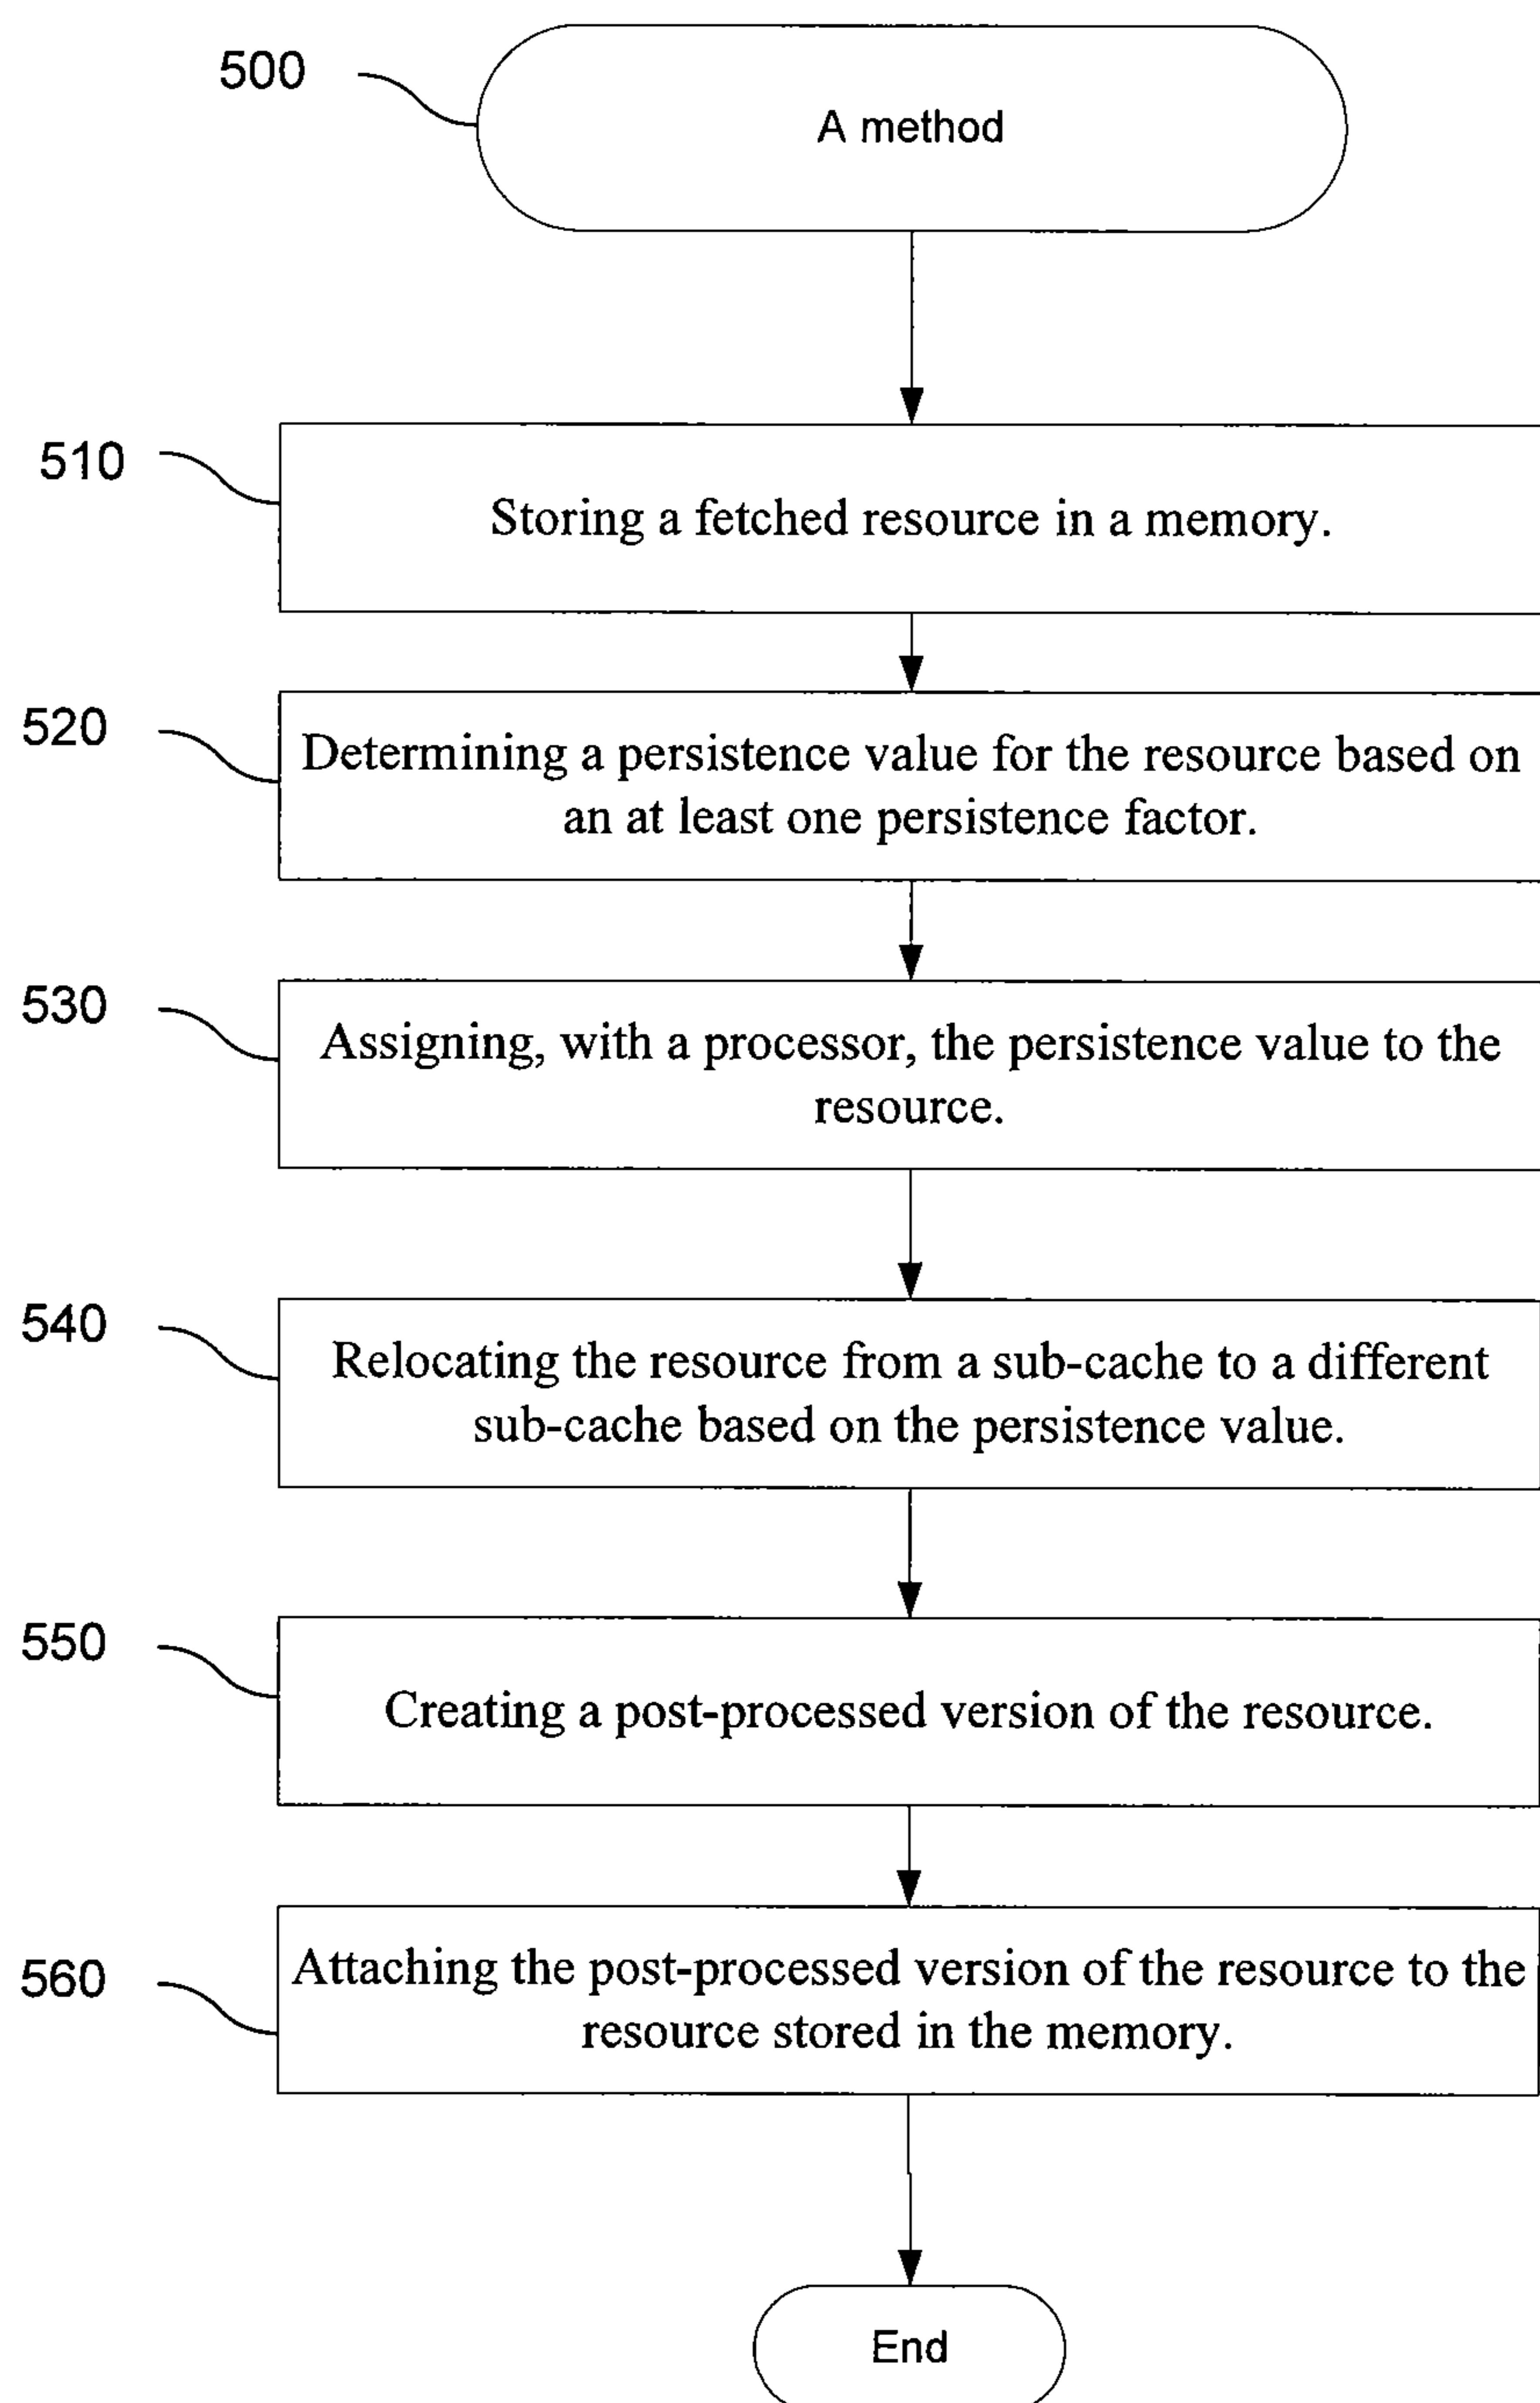 500
A method
510
Storing a fetched resource in a memory.
520
Determining a persistence value for the resource based on
an at least one persistence factor.
530
Assigning, with a processor, the persistence value to the
resource.
540
Relocating the resource from a sub-cache to a different
sub-cache based on the persistence value.
550
Creating a post-processed version of the resource.
560
Attaching the post-processed version of the resource to the
resource stored in the memory.
End